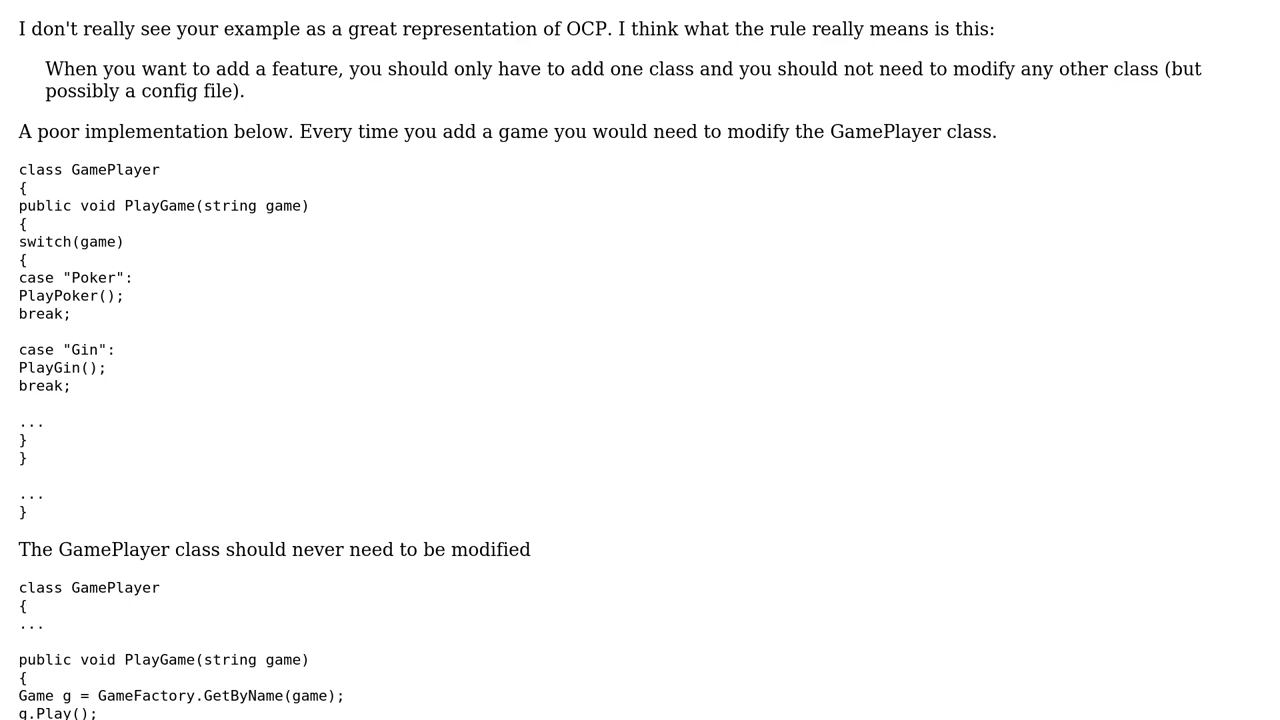 I don't really see your example as a great representation of OCP. I think what the rule really means is this:
When you want to add a feature, you should only have to add one class and you should not need to modify any other class (but
possibly a config file).
A poor implementation below. Every time you add a game you would need to modify the GamePlayer class.
class GamePlayer
{
public void PlayGame(string game)
{
switch(game)
{
case "Poker":
PlayPoker();
break;
case "Gin":
PlayGin();
break;
...
}
}
...
}
The GamePlayer class should never need to be modified
class GamePlayer
{
...
public void PlayGame(string game)
{
Game g = GameFactory.GetByName(game);
g.Play();